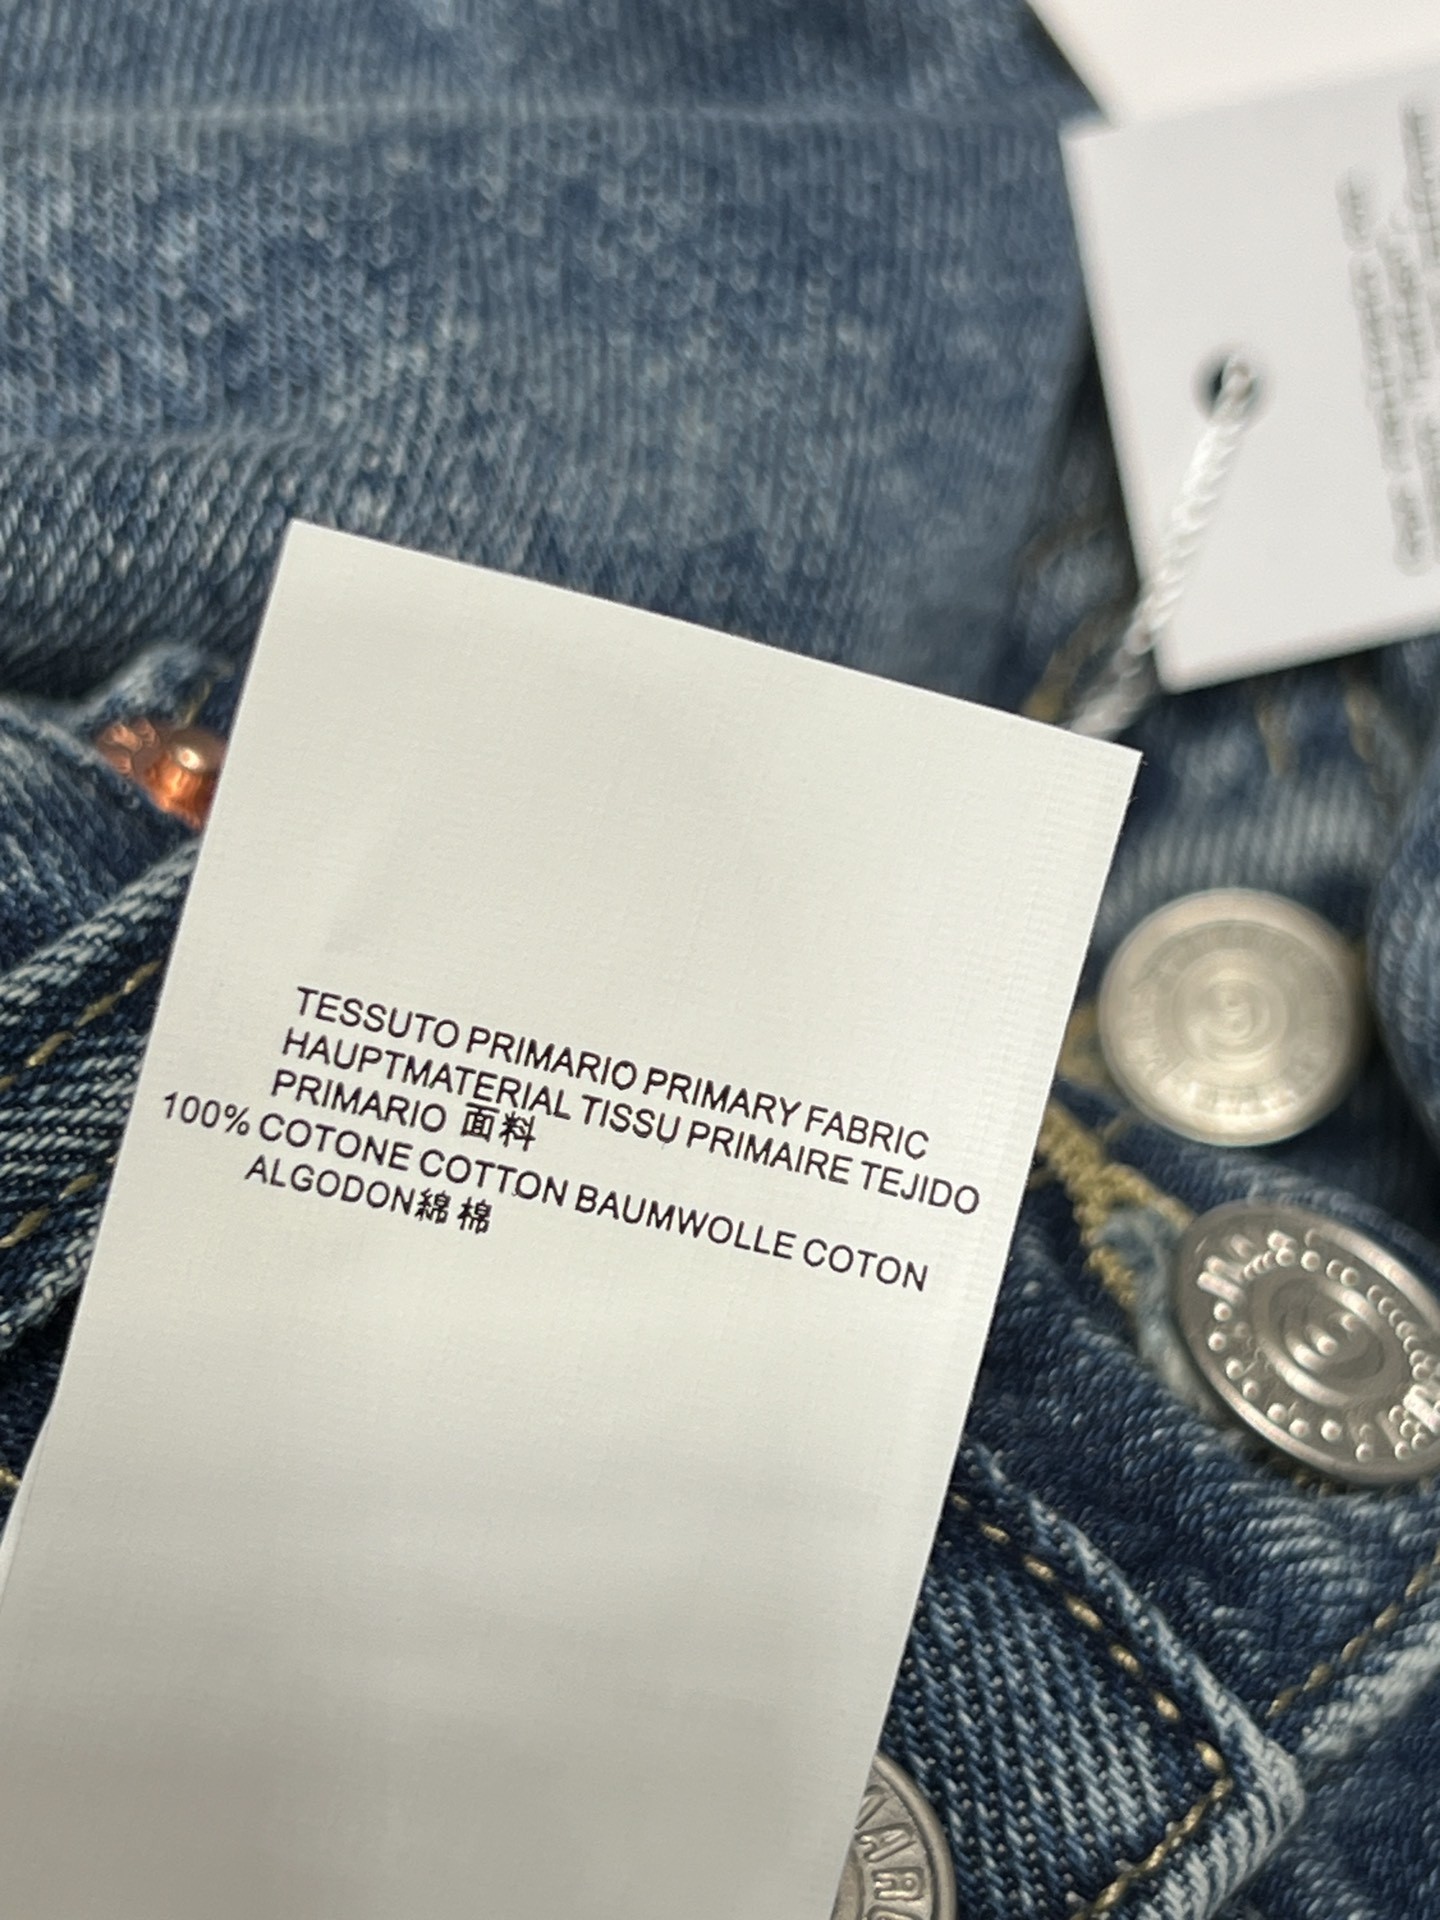 TESSUTO PRIMARIO PRIMARY FABRIC
HAUPTMATERIAL TISSU PRIMAIRE TEJIDO
PRIMARIO 面料
100% COTONE COTTON BAUMWOLLE COTON
ALGODON綿 棉